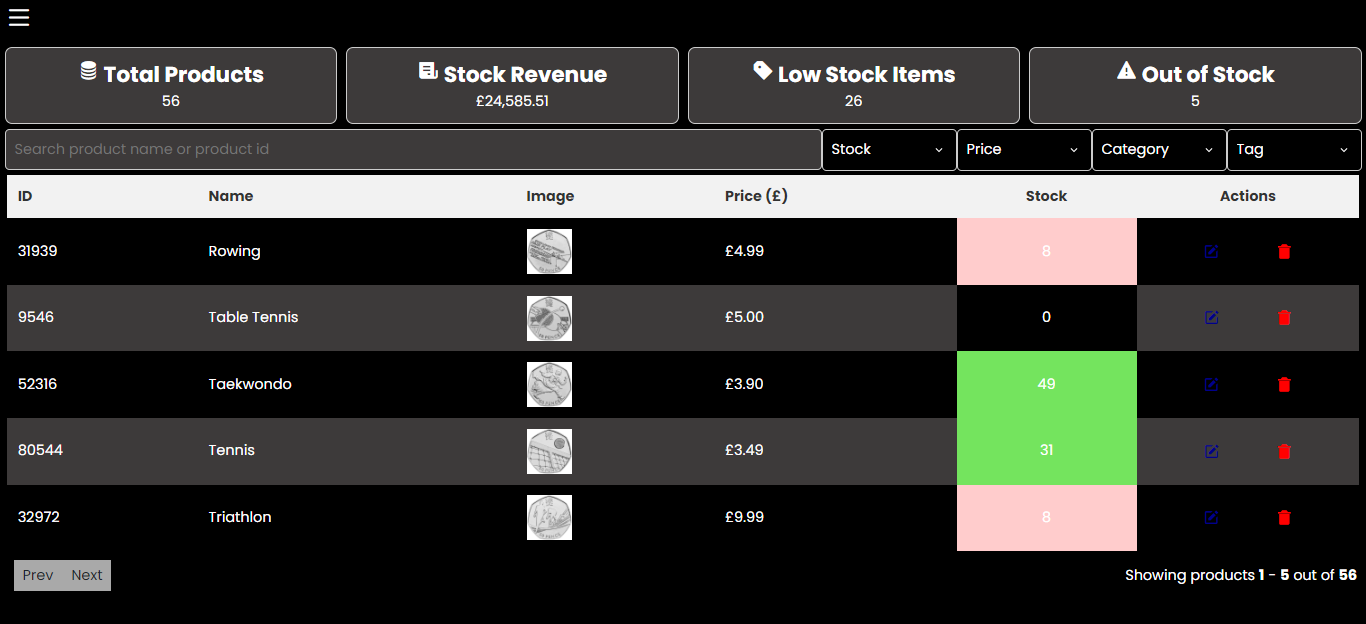 Total Products
56
Stock Revenue
£24,585.51
Low Stock Items
26
Out of Stock
5
Search product name or product id
Stock
Price
Category
Tag
ID Name Image Price (£) Stock Actions
31939 Rowing £4.99 8
9546 Table Tennis £5.00 0
52316 Taekwondo £3.90 49
80544 Tennis £3.49 31
32972 Triathlon £9.99 8
Prev Next
Showing products 1 - 5 out of 56